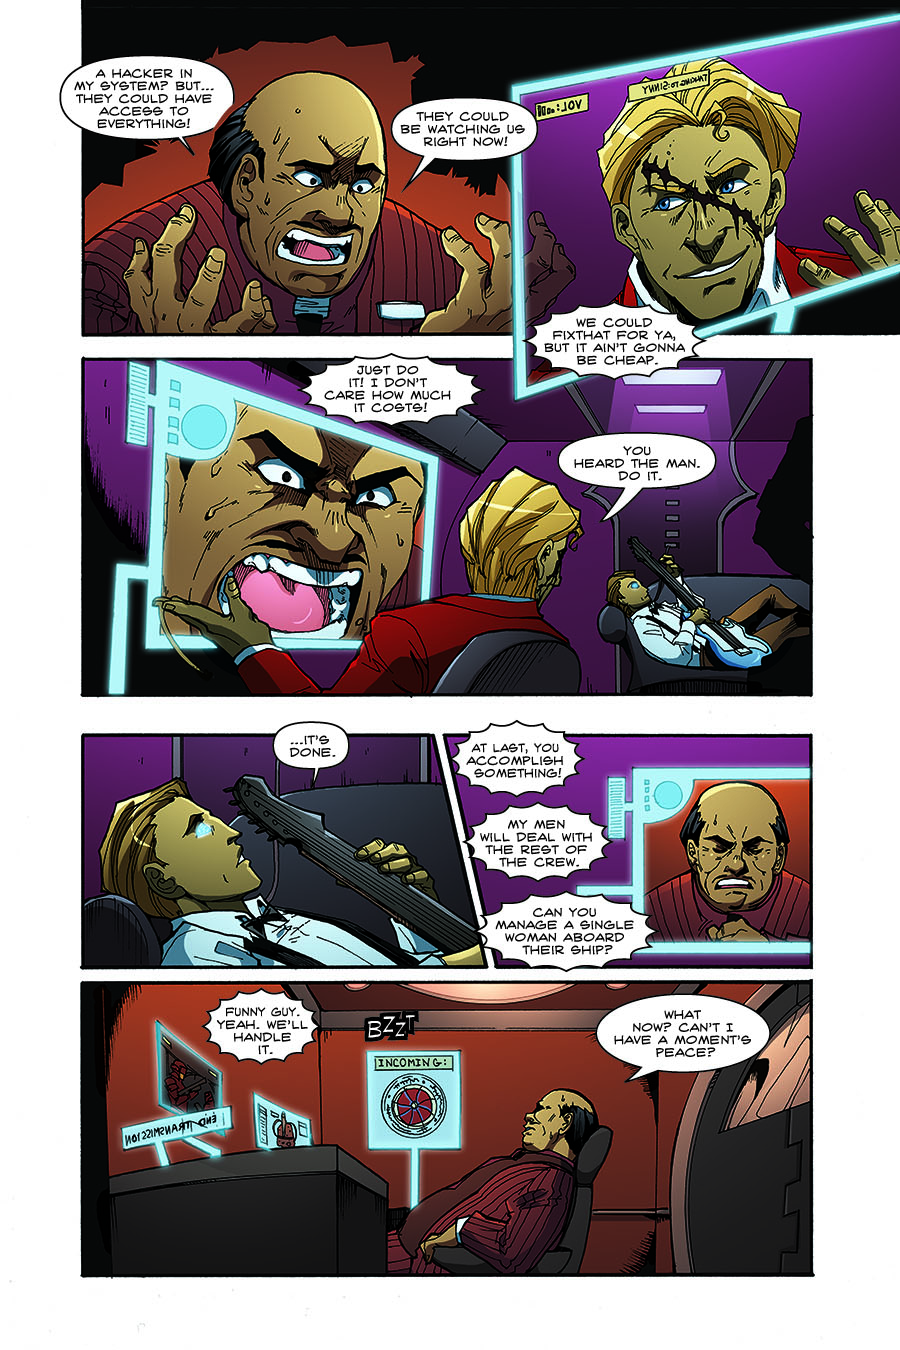 A HACKER IN
MY SYSTEM? BUT...
THEY COULD HAVE
ACCESS TO
EVERYTHING!
THEY COULD
BE WATCHING US
RIGHT NOW!
VOL:
WE COULD
FIXTHAT FOR YA,
BUT IT AIN'T GONNA
BE CHEAP.
JUST DO
IT! I DON'T
CARE HOW MUCH
IT COSTS!
YOU
HEARD THE MAN.
DO IT.
...IT'S
DONE.
AT LAST, YOU
ACCOMPLISH
SOMETHING!
MY MEN
WILL DEAL WITH
THE REST OF
THE CREW.
CAN YOU
MANAGE A SINGLE
WOMAN ABOARD
THEIR SHIP?
FUNNY GUY.
YEAH. WE'LL
HANDLE
IT.
END TRANSMISSION
BZZT
INCOMING:
WHAT
NOW? CAN'T I
HAVE A MOMENT'S
PEACE?